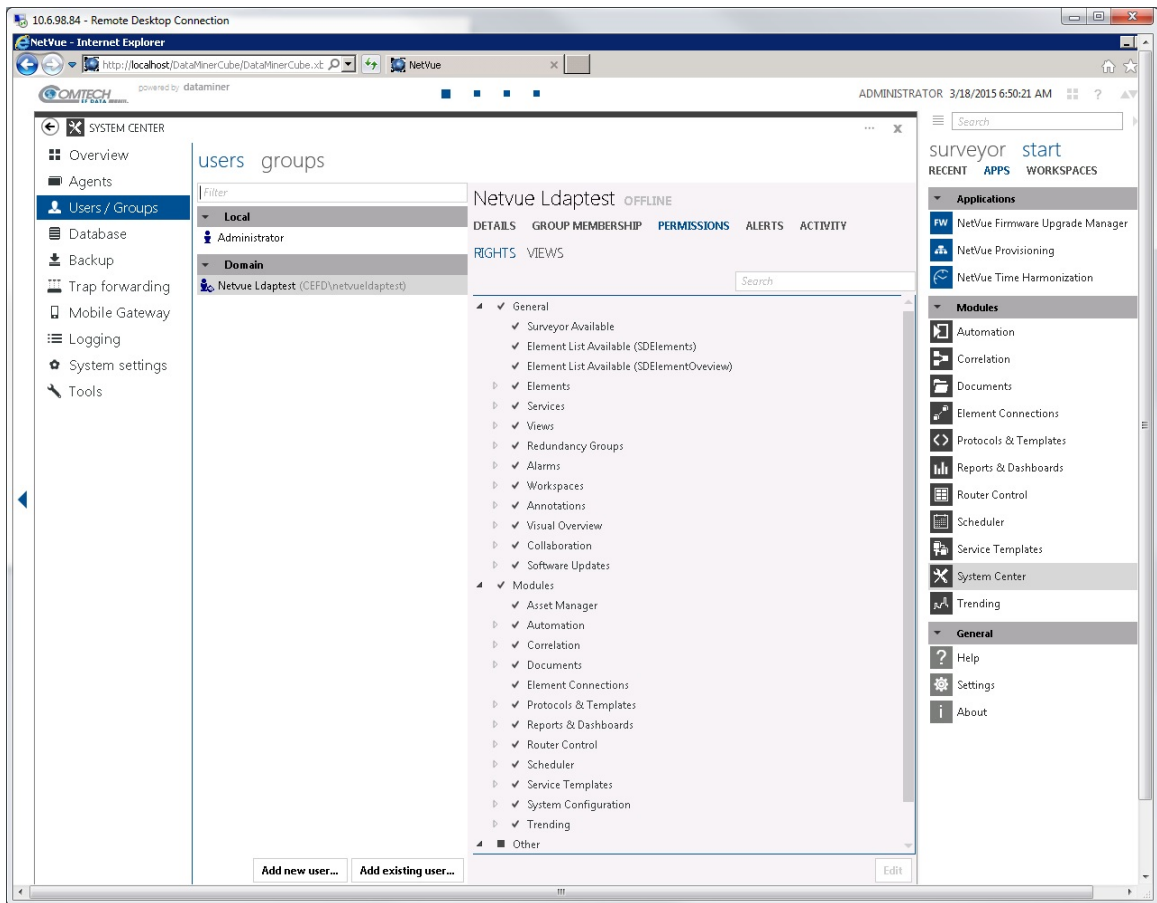 10.6.98.84 - Remote Desktop Connection
NetVue - Internet Explorer
http://localhost/DataMinerCube/DataMinerCube.xb
NetVue
COMTECH
EF DATA
powered by dataminer
ADMINISTRATOR 3/18/2015 6:50:21 AM
?
SYSTEM CENTER
... X
Overview
Agents
Users / Groups
Database
Backup
Trap forwarding
Mobile Gateway
Logging
System settings
Tools
users groups
Filter
Local
Administrator
Domain
Netvue Ldaptest (CEFD\netvueldaptest)
Add new user... Add existing user...
Netvue Ldaptest OFFLINE
DETAILS GROUP MEMBERSHIP PERMISSIONS ALERTS ACTIVITY
RIGHTS VIEWS
Search
General
Surveyor Available
Element List Available (SDElements)
Element List Available (SDElementOveview)
Elements
Services
Views
Redundancy Groups
Alarms
Workspaces
Annotations
Visual Overview
Collaboration
Software Updates
Modules
Asset Manager
Automation
Correlation
Documents
Element Connections
Protocols & Templates
Reports & Dashboards
Router Control
Scheduler
Service Templates
System Configuration
Trending
Other
Edit
Search
surveyor start
RECENT APPS WORKSPACES
Applications
FW NetVue Firmware Upgrade Manager
NetVue Provisioning
NetVue Time Harmonization
Modules
Automation
Correlation
Documents
Element Connections
Protocols & Templates
Reports & Dashboards
Router Control
Scheduler
Service Templates
System Center
Trending
General
? Help
Settings
i About